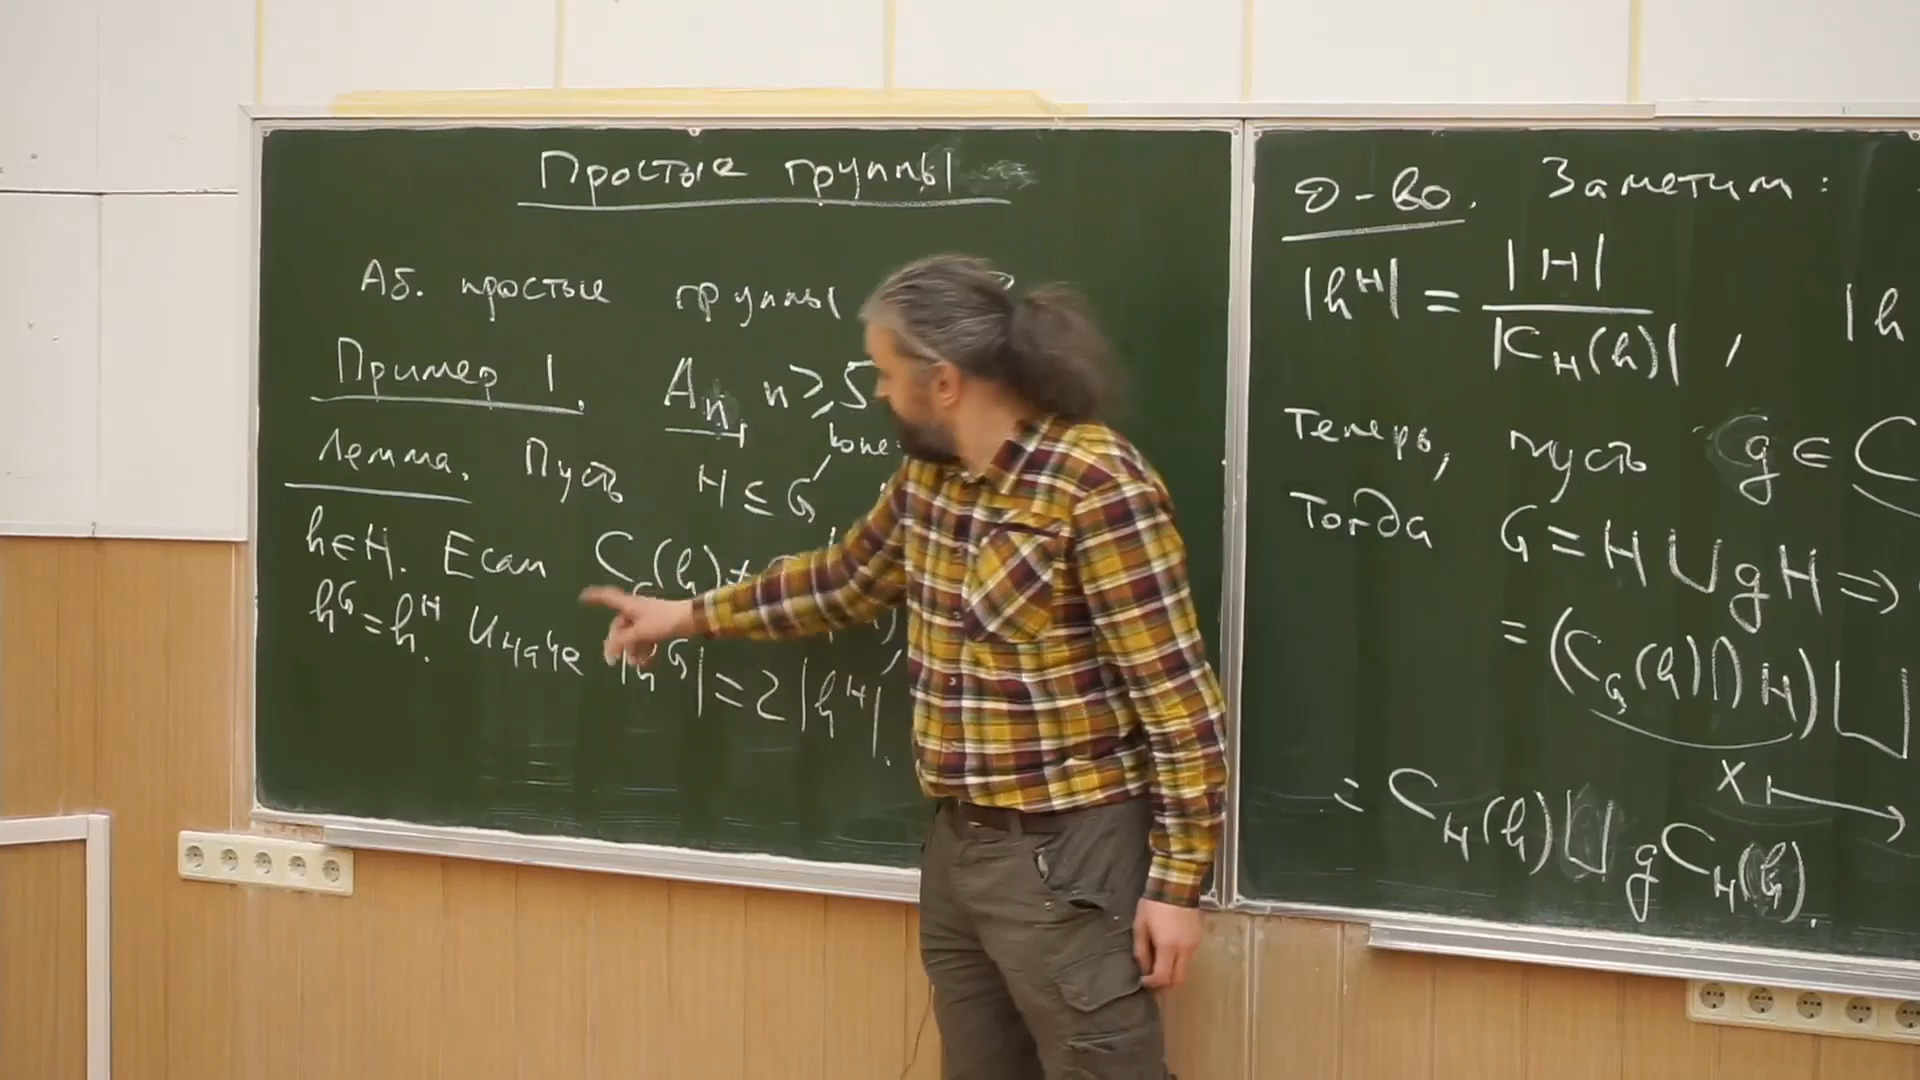 Простые группы
Аб. простые группы
Пример 1. Aₙ n ⩾ 5
Лемма. Пусть H ≤ G
h∈H. Если C_G(h)
h^G = h^H. Иначе |h^G| = 2|h^H|.
Д-во. Заметим:
|h^H| = |H| / |C_H(h)| , |h
Теперь, пусть g ∈ C
Тогда G = H ⊔ gH ⇒
= (C_G(h) ∩ H) ⊔
x ↦
= C_H(h) ⊔ gC_H(h).